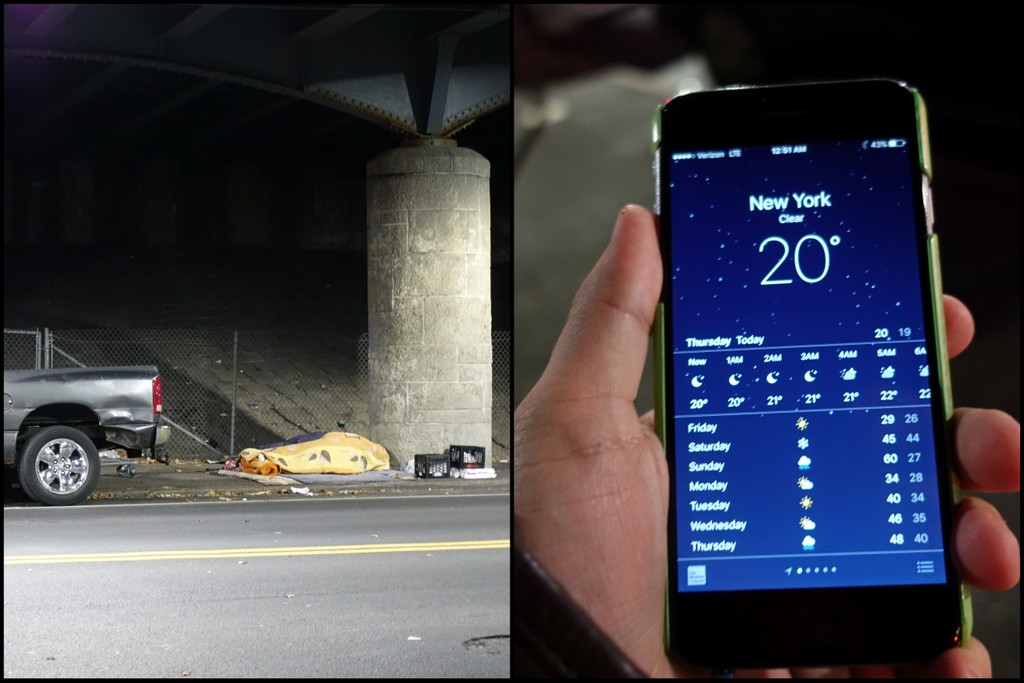 Verizon LTE 12:51 AM 43%
New York
Clear
20°
Thursday Today 20 19
Now 1AM 2AM 3AM 4AM 5AM 6A
20° 20° 21° 21° 21° 22° 22
Friday 29 26
Saturday 45 44
Sunday 60 27
Monday 34 28
Tuesday 40 34
Wednesday 46 35
Thursday 48 40